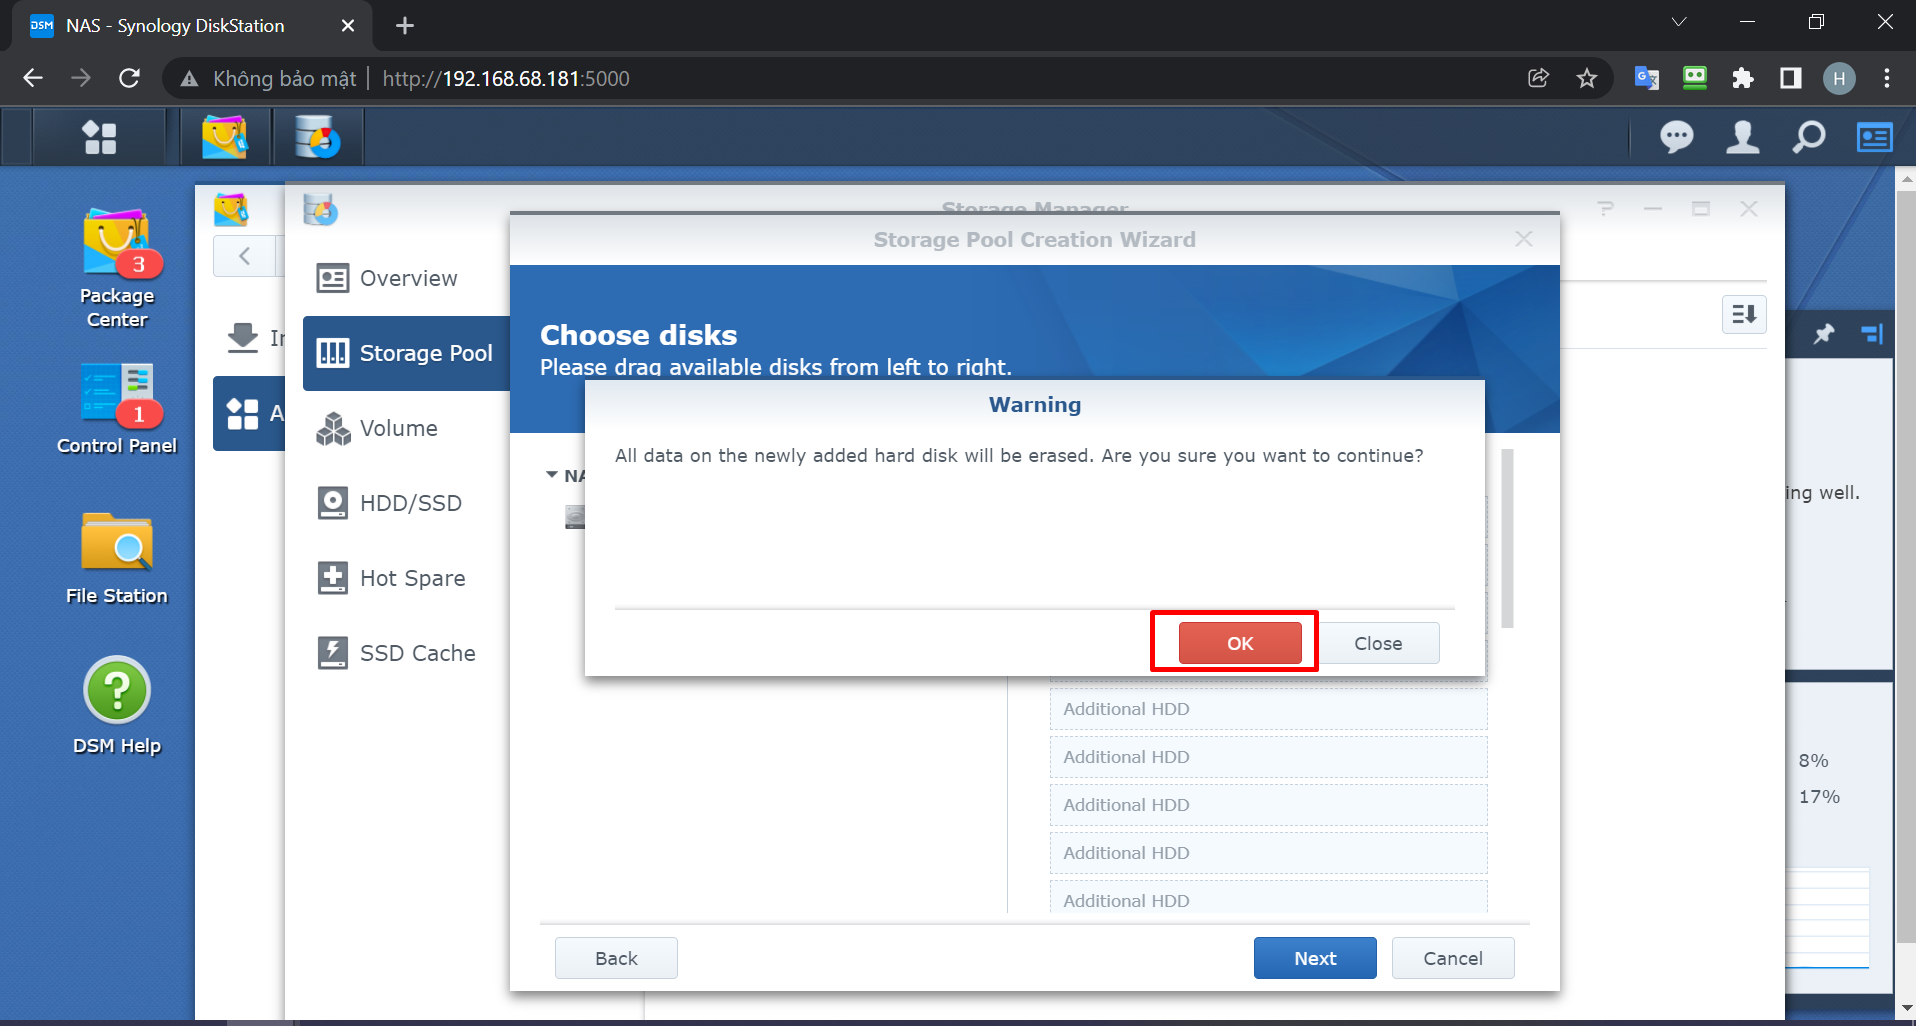 DSM
NAS - Synology DiskStation
Không bảo mật
http://192.168.68.181:5000
H
Storage Manager
Storage Pool Creation Wizard
3
Package
Center
1
Control Panel
File Station
DSM Help
Overview
Storage Pool
Volume
HDD/SSD
Hot Spare
SSD Cache
Choose disks
Please drag available disks from left to right.
Warning
All data on the newly added hard disk will be erased. Are you sure you want to continue?
OK
Close
ing well.
Additional HDD
Additional HDD
Additional HDD
Additional HDD
Additional HDD
8%
17%
Back
Next
Cancel